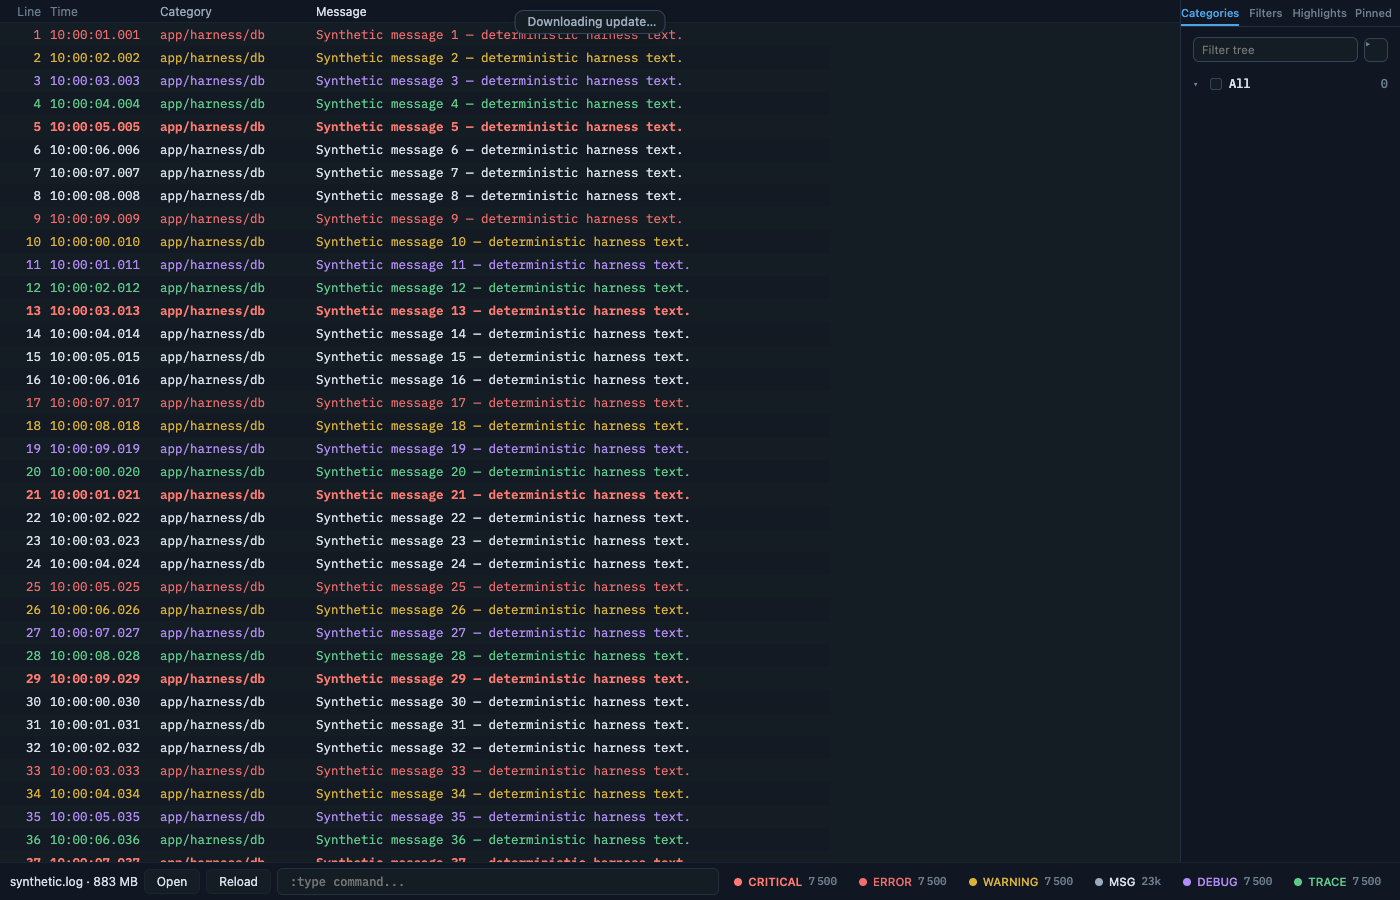 Line Time Category Message
Downloading update...
1 10:00:01.001 app/harness/db Synthetic message 1 — deterministic harness text.
2 10:00:02.002 app/harness/db Synthetic message 2 — deterministic harness text.
3 10:00:03.003 app/harness/db Synthetic message 3 — deterministic harness text.
4 10:00:04.004 app/harness/db Synthetic message 4 — deterministic harness text.
5 10:00:05.005 app/harness/db Synthetic message 5 — deterministic harness text.
6 10:00:06.006 app/harness/db Synthetic message 6 — deterministic harness text.
7 10:00:07.007 app/harness/db Synthetic message 7 — deterministic harness text.
8 10:00:08.008 app/harness/db Synthetic message 8 — deterministic harness text.
9 10:00:09.009 app/harness/db Synthetic message 9 — deterministic harness text.
10 10:00:00.010 app/harness/db Synthetic message 10 — deterministic harness text.
11 10:00:01.011 app/harness/db Synthetic message 11 — deterministic harness text.
12 10:00:02.012 app/harness/db Synthetic message 12 — deterministic harness text.
13 10:00:03.013 app/harness/db Synthetic message 13 — deterministic harness text.
14 10:00:04.014 app/harness/db Synthetic message 14 — deterministic harness text.
15 10:00:05.015 app/harness/db Synthetic message 15 — deterministic harness text.
16 10:00:06.016 app/harness/db Synthetic message 16 — deterministic harness text.
17 10:00:07.017 app/harness/db Synthetic message 17 — deterministic harness text.
18 10:00:08.018 app/harness/db Synthetic message 18 — deterministic harness text.
19 10:00:09.019 app/harness/db Synthetic message 19 — deterministic harness text.
20 10:00:00.020 app/harness/db Synthetic message 20 — deterministic harness text.
21 10:00:01.021 app/harness/db Synthetic message 21 — deterministic harness text.
22 10:00:02.022 app/harness/db Synthetic message 22 — deterministic harness text.
23 10:00:03.023 app/harness/db Synthetic message 23 — deterministic harness text.
24 10:00:04.024 app/harness/db Synthetic message 24 — deterministic harness text.
25 10:00:05.025 app/harness/db Synthetic message 25 — deterministic harness text.
26 10:00:06.026 app/harness/db Synthetic message 26 — deterministic harness text.
27 10:00:07.027 app/harness/db Synthetic message 27 — deterministic harness text.
28 10:00:08.028 app/harness/db Synthetic message 28 — deterministic harness text.
29 10:00:09.029 app/harness/db Synthetic message 29 — deterministic harness text.
30 10:00:00.030 app/harness/db Synthetic message 30 — deterministic harness text.
31 10:00:01.031 app/harness/db Synthetic message 31 — deterministic harness text.
32 10:00:02.032 app/harness/db Synthetic message 32 — deterministic harness text.
33 10:00:03.033 app/harness/db Synthetic message 33 — deterministic harness text.
34 10:00:04.034 app/harness/db Synthetic message 34 — deterministic harness text.
35 10:00:05.035 app/harness/db Synthetic message 35 — deterministic harness text.
36 10:00:06.036 app/harness/db Synthetic message 36 — deterministic harness text.
37 10:00:07.037 app/harness/db Synthetic message 37 — deterministic harness text.
Categories Filters Highlights Pinned
Filter tree
All 0
synthetic.log · 883 MB Open Reload :type command... CRITICAL 7 500 ERROR 7 500 WARNING 7 500 MSG 23k DEBUG 7 500 TRACE 7 500